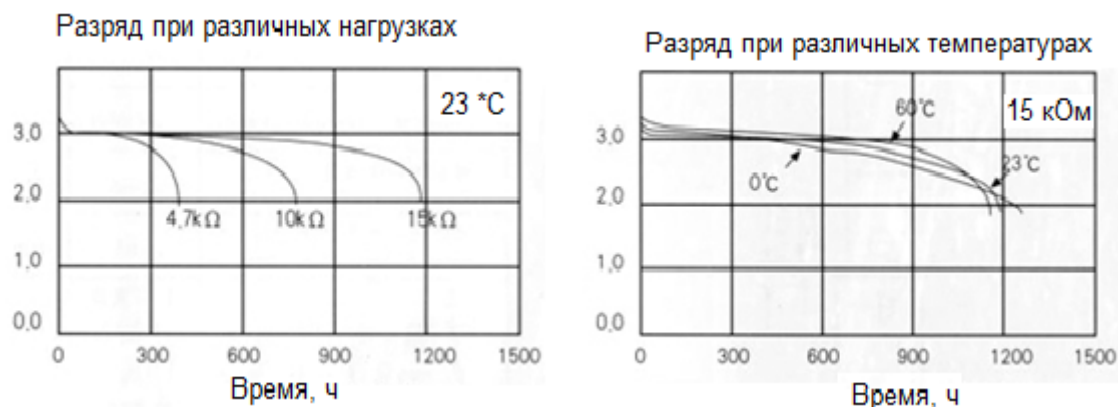 Разряд при различных нагрузках
23 *C
3,0
2,0
1,0
0,0
4,7kΩ 10kΩ 15kΩ
0 300 600 900 1200 1500
Время, ч
Разряд при различных температурах
15 кОм
60°C
23°C
0°C
3,0
2,0
1,0
0,0
0 300 600 900 1200 1500
Время, ч